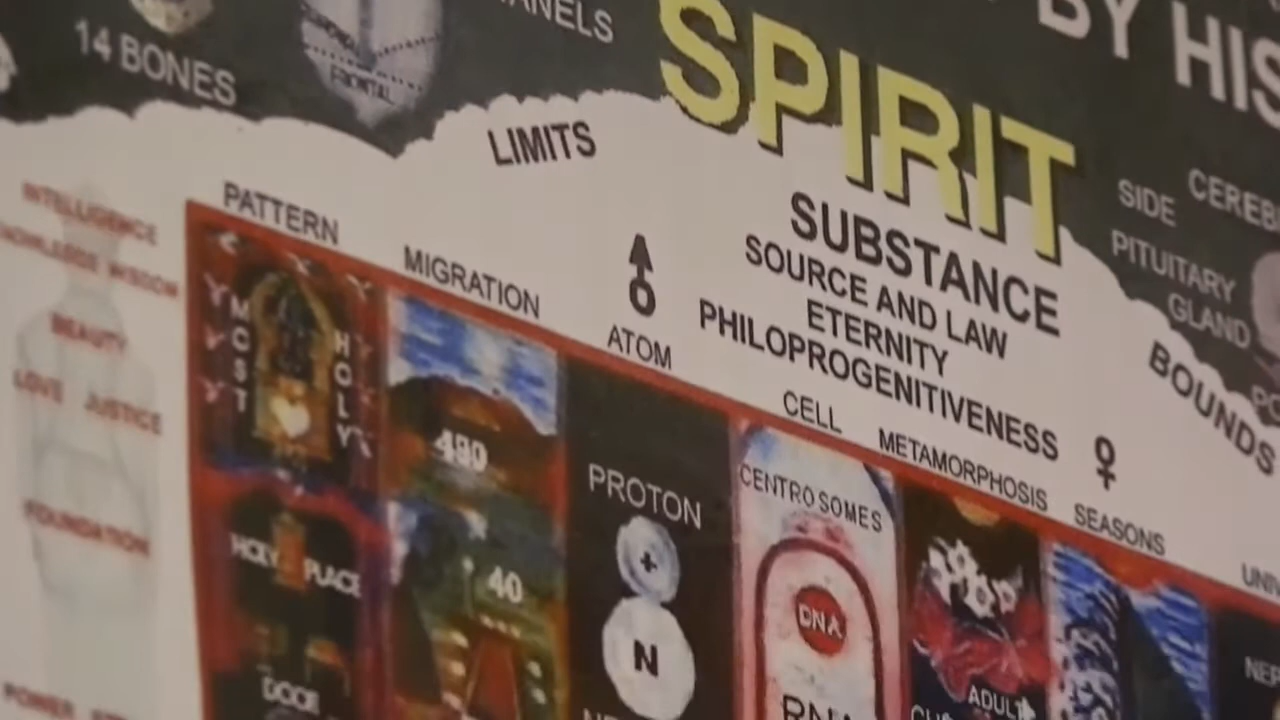 14 BONES
FRONTAL
SPIRIT
BY HIS
LIMITS
SUBSTANCE
SOURCE AND LAW
ETERNITY
PHILOPROGENITIVENESS
SIDE
PITUITARY
GLAND
BOUNDS
INTELLIGENCE
WISDOM
BEAUTY
LOVE JUSTICE
FOUNDATION
POWER
PATTERN
MIGRATION
ATOM
CELL
METAMORPHOSIS
SEASONS
MOST
HOLY
HOLY PLACE
DOOR
490
40
PROTON
+
N
CENTROSOMES
DNA
RNA
ADULT